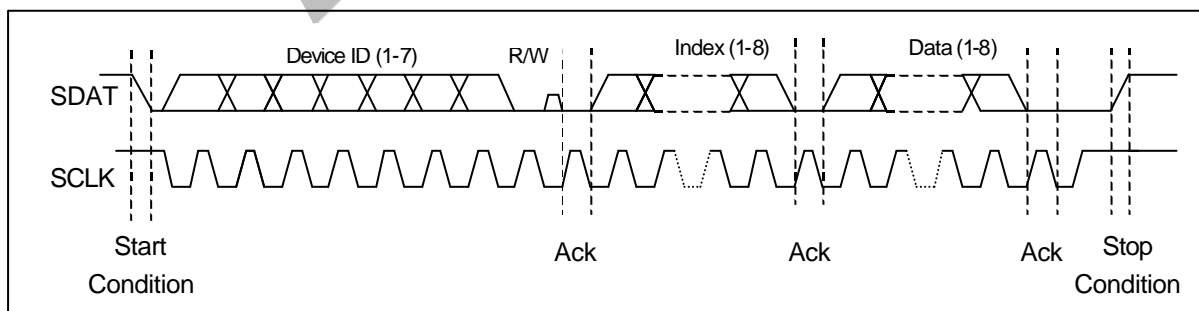 Device ID (1-7) R/W Index (1-8) Data (1-8)
SDAT
SCLK
Start
Condition
Ack
Ack
Ack
Stop
Condition